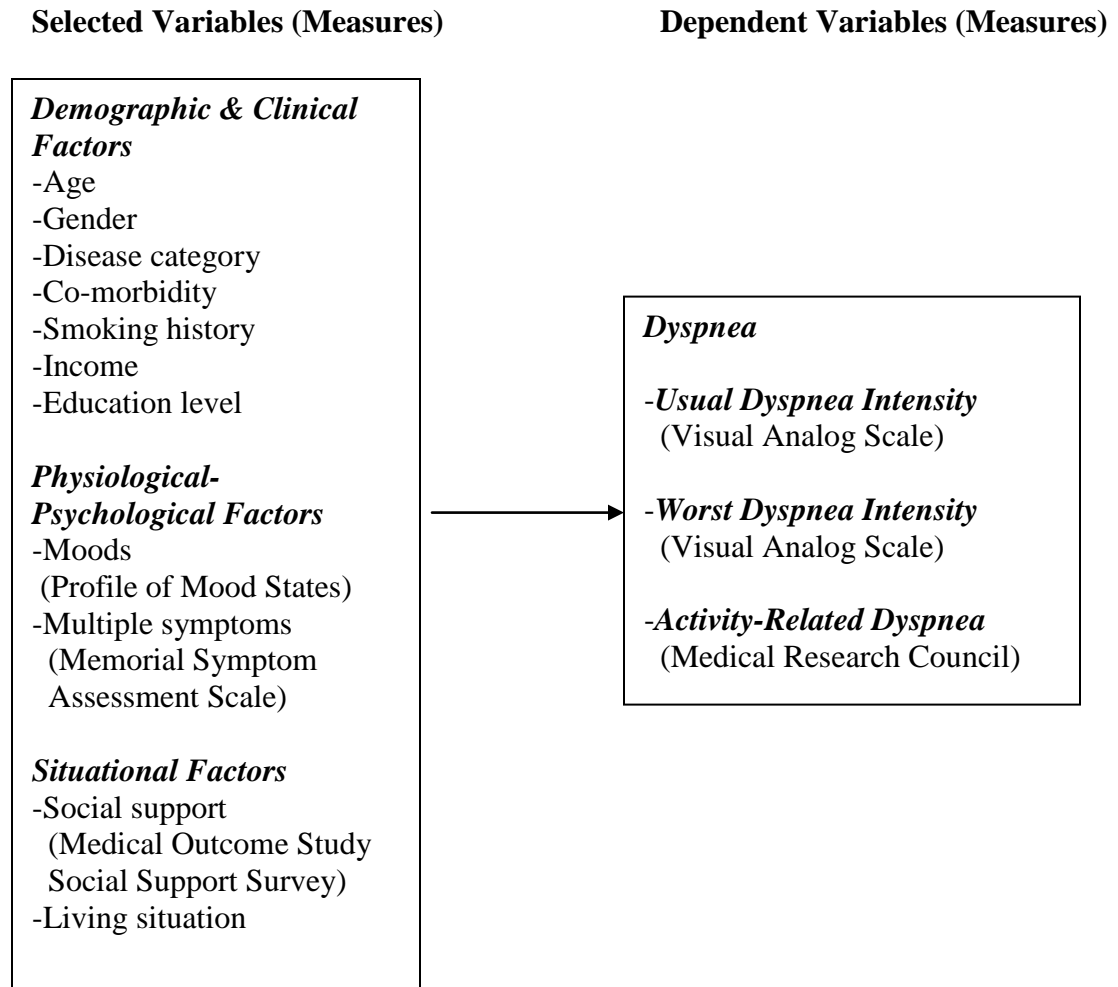 Selected Variables (Measures)
Dependent Variables (Measures)
Demographic & Clinical
Factors
-Age
-Gender
-Disease category
-Co-morbidity
-Smoking history
-Income
-Education level
Physiological-
Psychological Factors
-Moods
(Profile of Mood States)
-Multiple symptoms
(Memorial Symptom
Assessment Scale)
Situational Factors
-Social support
(Medical Outcome Study
Social Support Survey)
-Living situation
Dyspnea
-Usual Dyspnea Intensity
(Visual Analog Scale)
-Worst Dyspnea Intensity
(Visual Analog Scale)
-Activity-Related Dyspnea
(Medical Research Council)